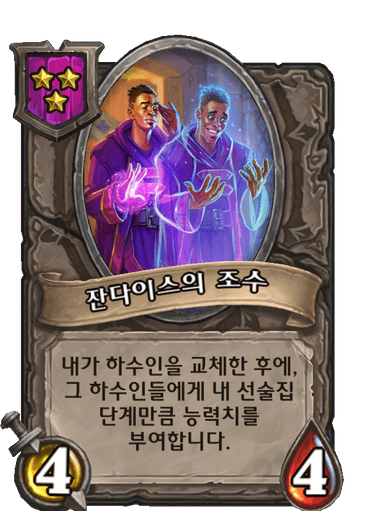 잔다이스의 조수
내가 하수인을 교체한 후에,
그 하수인들에게 내 선술집
단계만큼 능력치를
부여합니다.
4
4